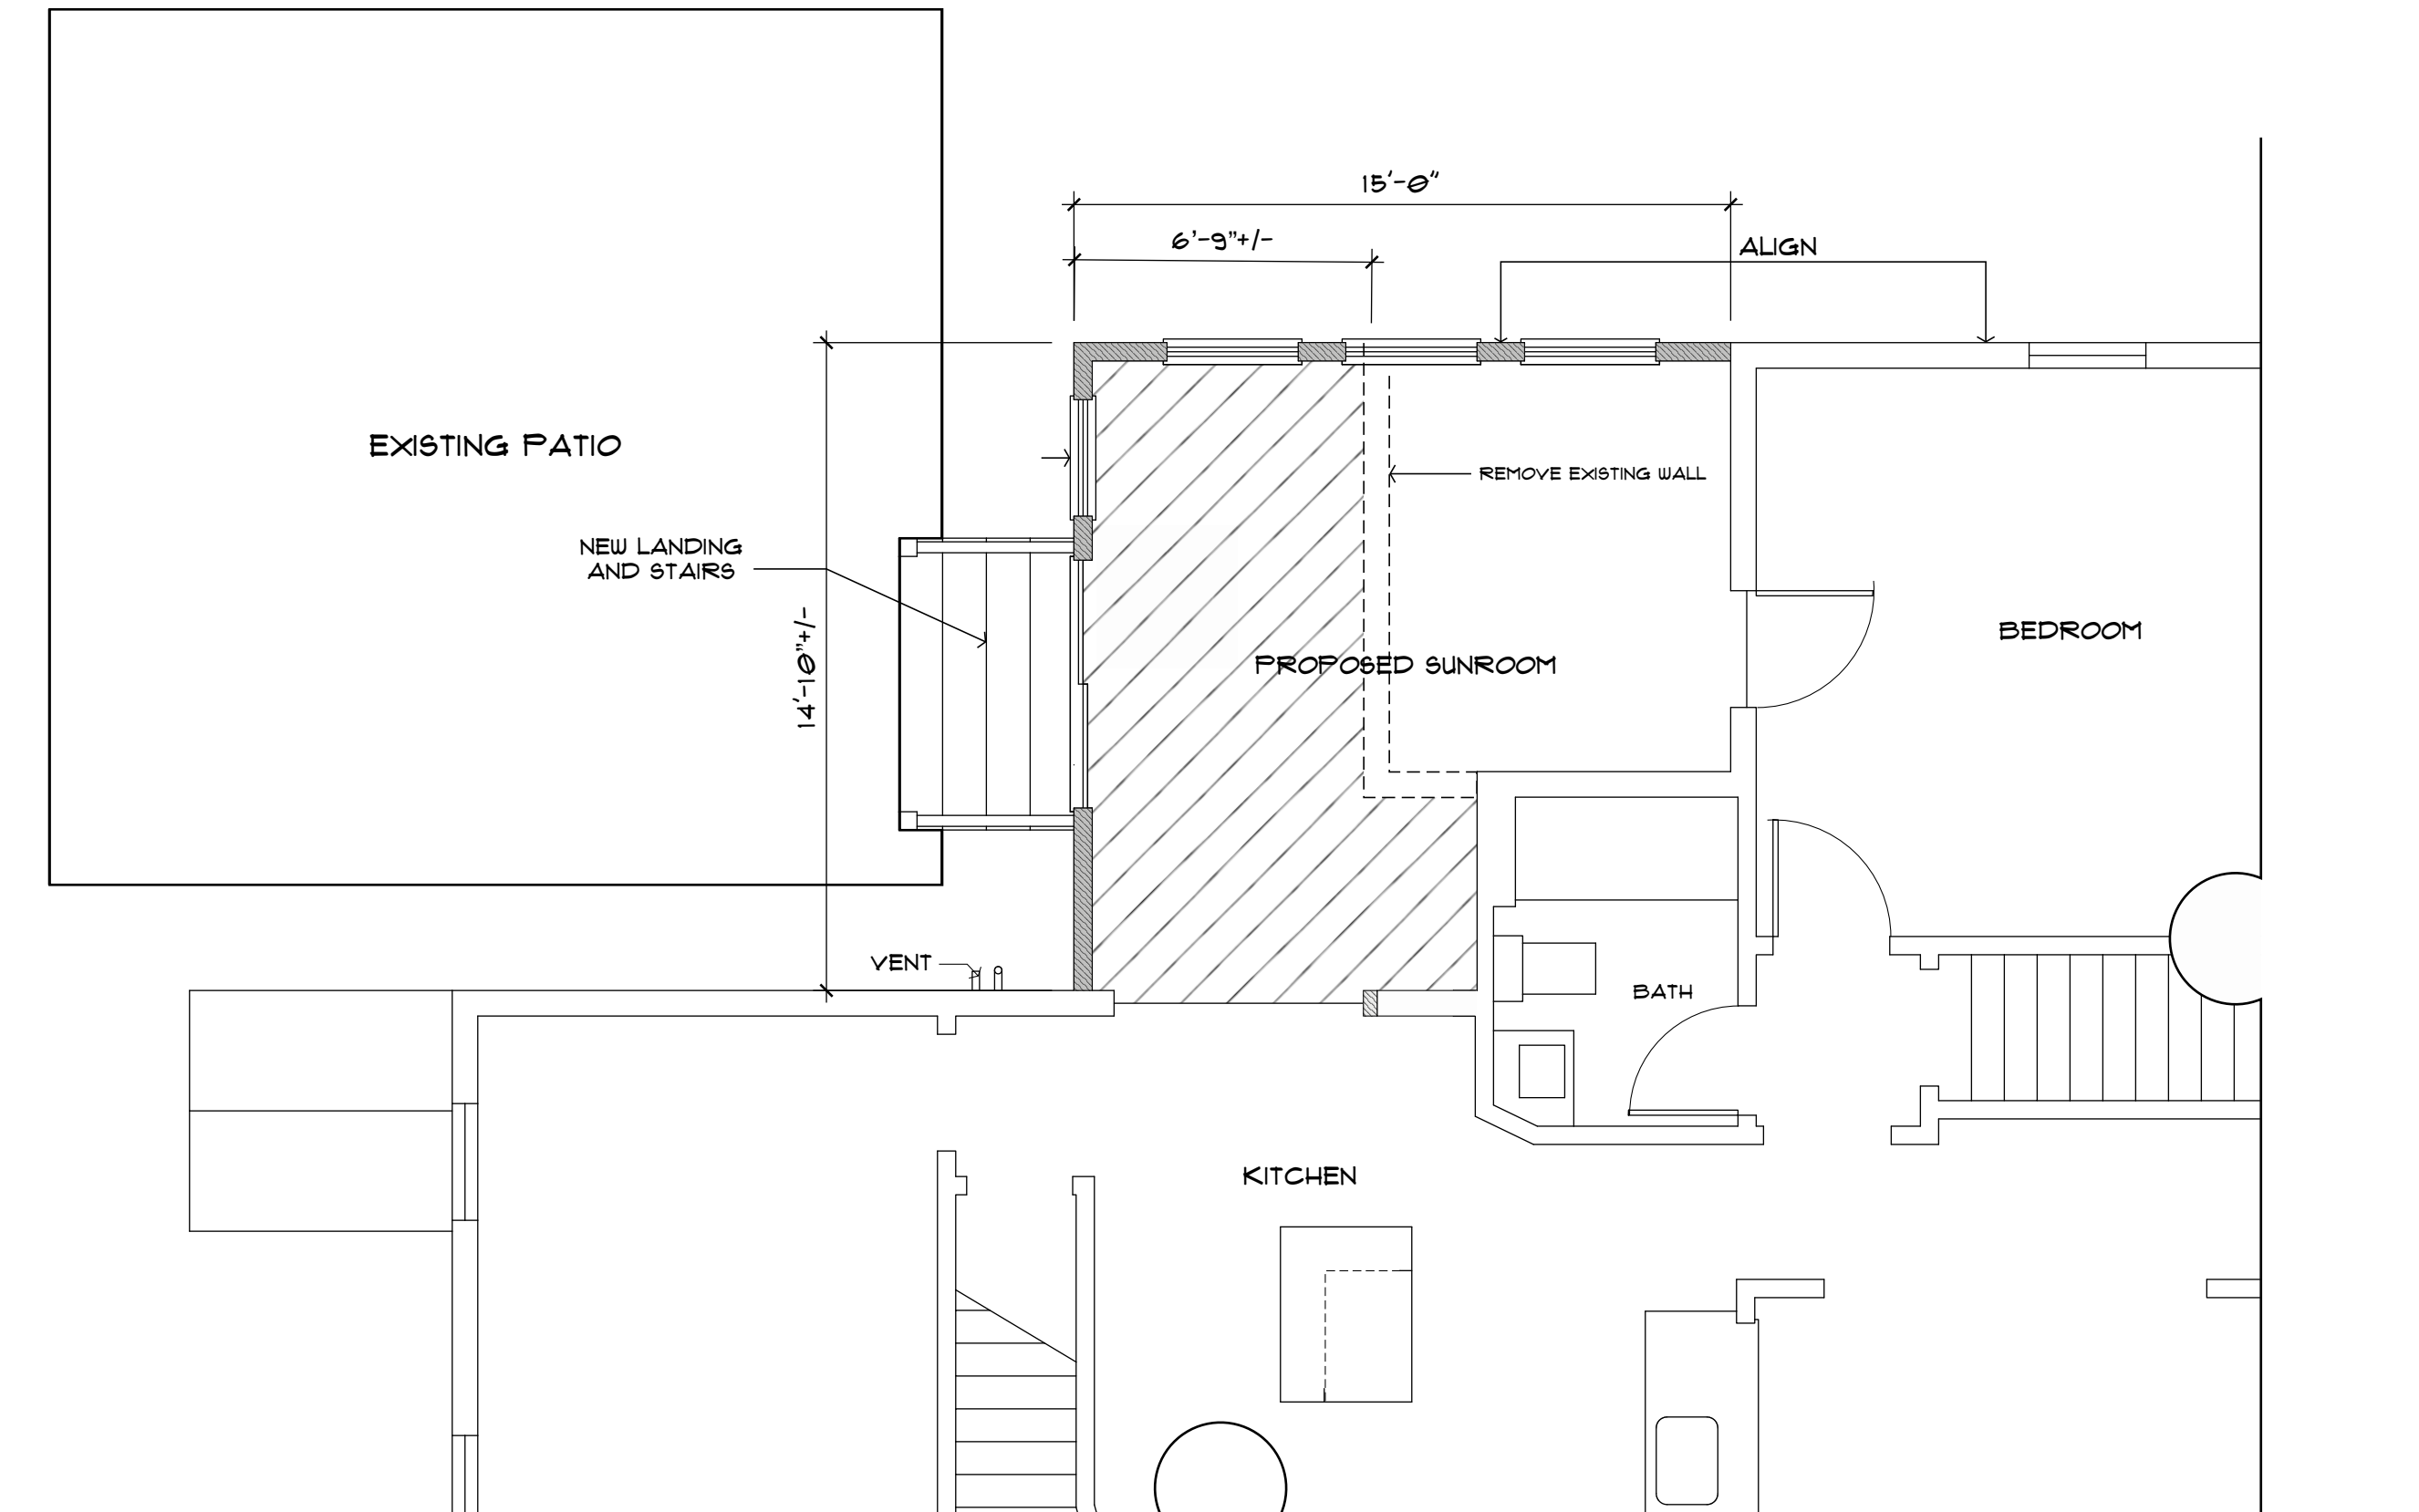 15'-0"
6'-9"+/-
ALIGN
EXISTING PATIO
REMOVE EXISTING WALL
NEW LANDING
AND STAIRS
14'-10"+/-
BEDROOM
PROPOSED SUNROOM
VENT
BATH
KITCHEN